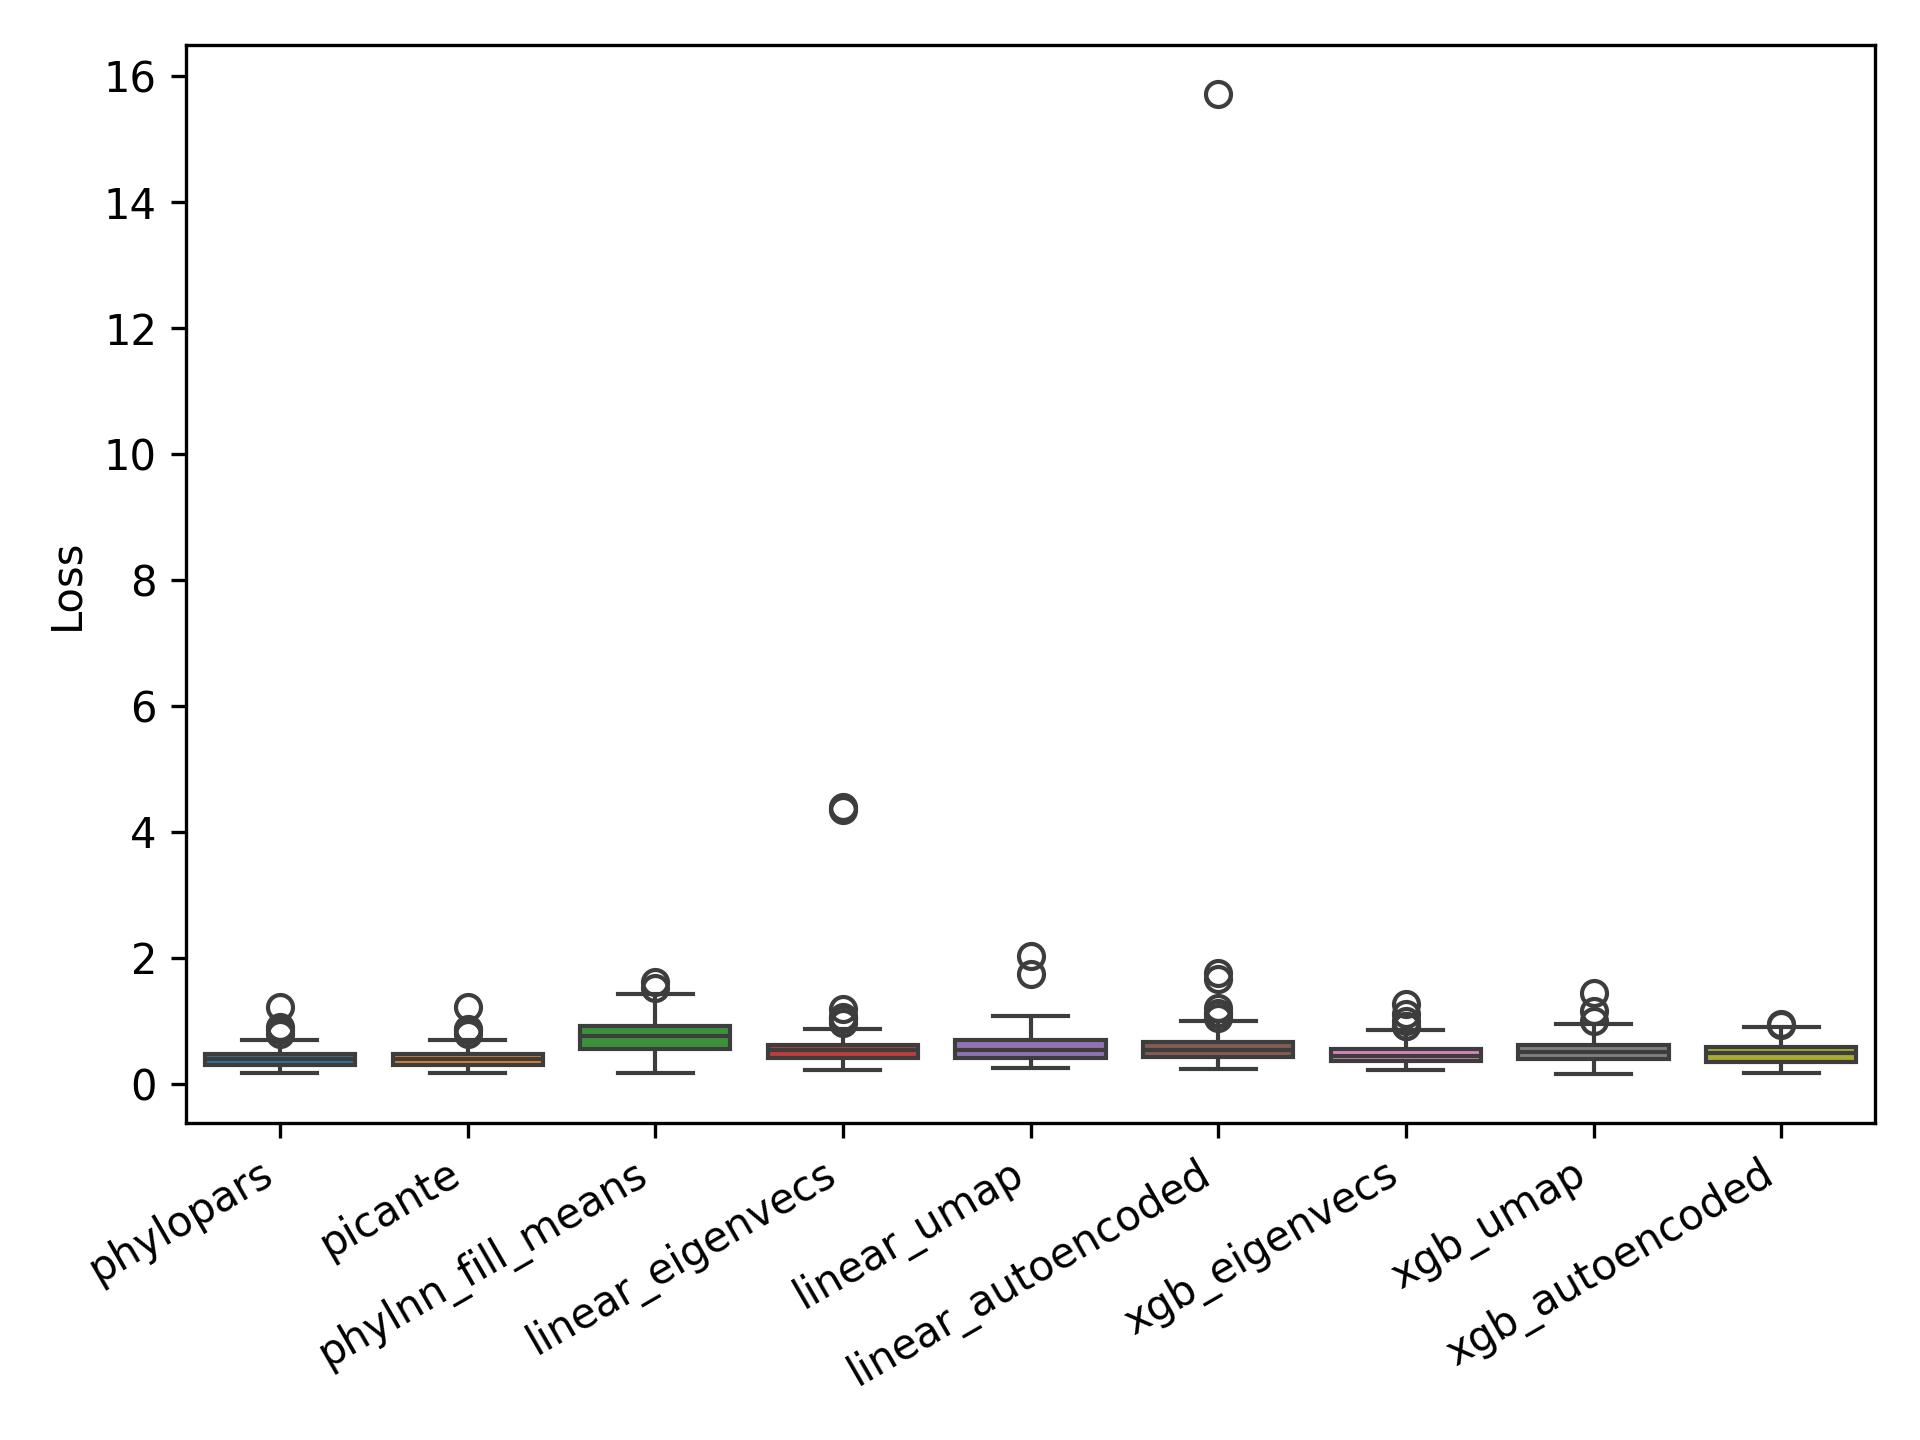 16
14
12
10
8
6
4
2
0
Loss
phylopars
picante
phylnn_fill_means
linear_eigenvecs
linear_umap
linear_autoencoded
xgb_eigenvecs
xgb_umap
xgb_autoencoded